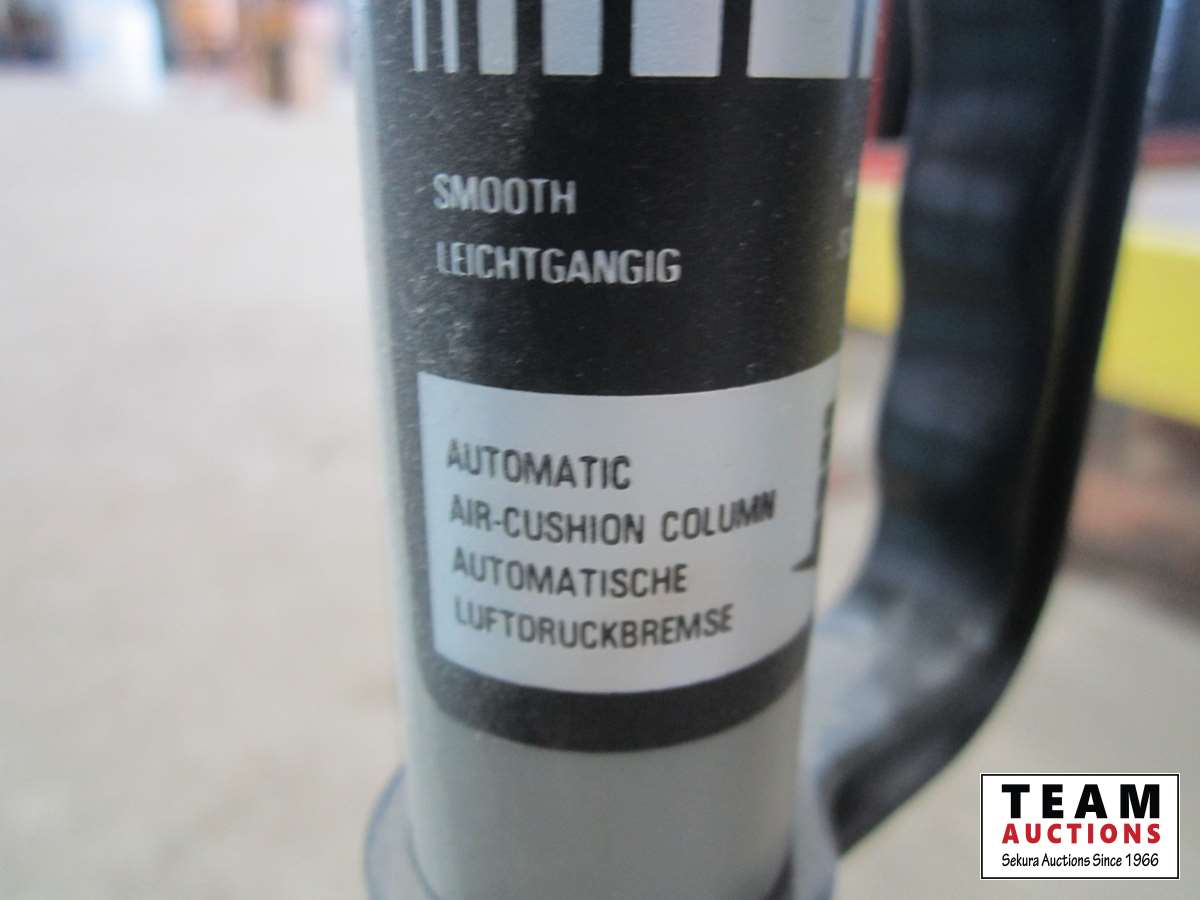 SMOOTH
LEICHTGANGIG
AUTOMATIC
AIR-CUSHION COLUMN
AUTOMATISCHE
LUFTDRUCKBREMSE
TEAM
AUCTIONS
Sekura Auctions Since 1966